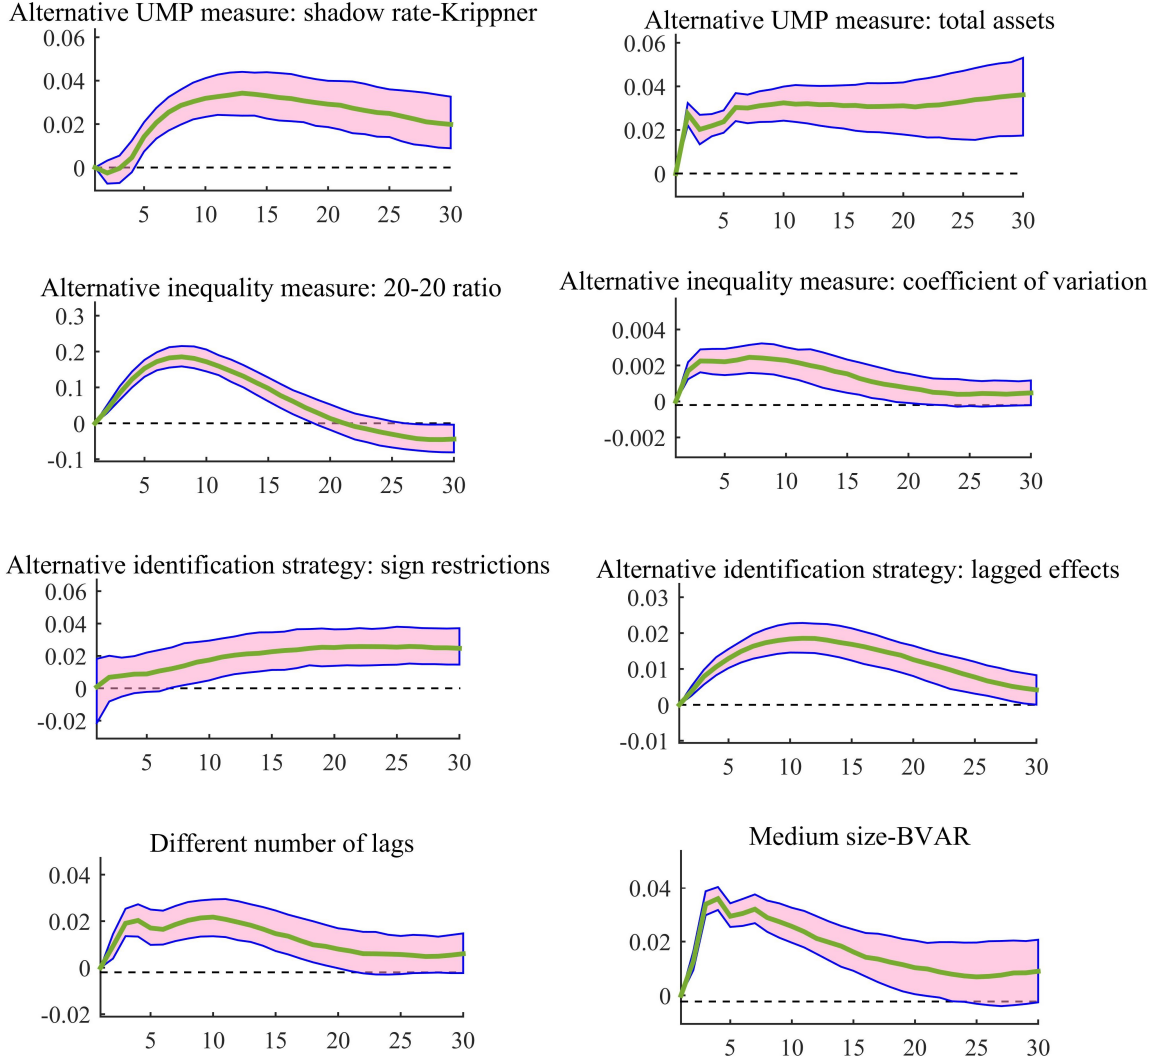 Alternative UMP measure: shadow rate-Krippner
0.06
0.04
0.02
0
5 10 15 20 25 30
Alternative UMP measure: total assets
0.06
0.04
0.02
0
5 10 15 20 25 30
Alternative inequality measure: 20-20 ratio
0.3
0.2
0.1
0
-0.1
5 10 15 20 25 30
Alternative inequality measure: coefficient of variation
0.004
0.002
0
-0.002
5 10 15 20 25 30
Alternative identification strategy: sign restrictions
0.06
0.04
0.02
0
-0.02
5 10 15 20 25 30
Alternative identification strategy: lagged effects
0.03
0.02
0.01
0
-0.01
5 10 15 20 25 30
Different number of lags
0.04
0.02
0
-0.02
5 10 15 20 25 30
Medium size-BVAR
0.04
0.02
0
5 10 15 20 25 30